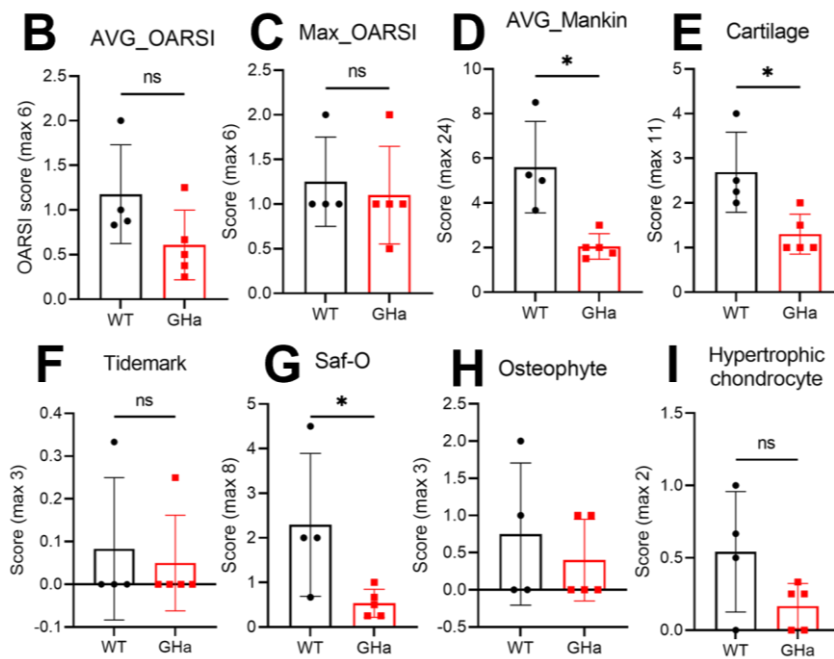 B AVG_OARSI
ns
OARSI score (max 6)
2.5
2.0
1.5
1.0
0.5
0.0
WT GHa
C Max_OARSI
ns
Score (max 6)
2.5
2.0
1.5
1.0
0.5
0.0
WT GHa
D AVG_Mankin
*
Score (max 24)
10
8
6
4
2
0
WT GHa
E Cartilage
*
Score (max 11)
5
4
3
2
1
0
WT GHa
F Tidemark
ns
Score (max 3)
0.4
0.3
0.2
0.1
0.0
-0.1
WT GHa
G Saf-O
*
Score (max 8)
5
4
3
2
1
0
WT GHa
H Osteophyte
Score (max 3)
2.5
2.0
1.5
1.0
0.5
0.0
-0.5
WT GHa
I Hypertrophic
chondrocyte
ns
Score (max 2)
1.5
1.0
0.5
0.0
WT GHa